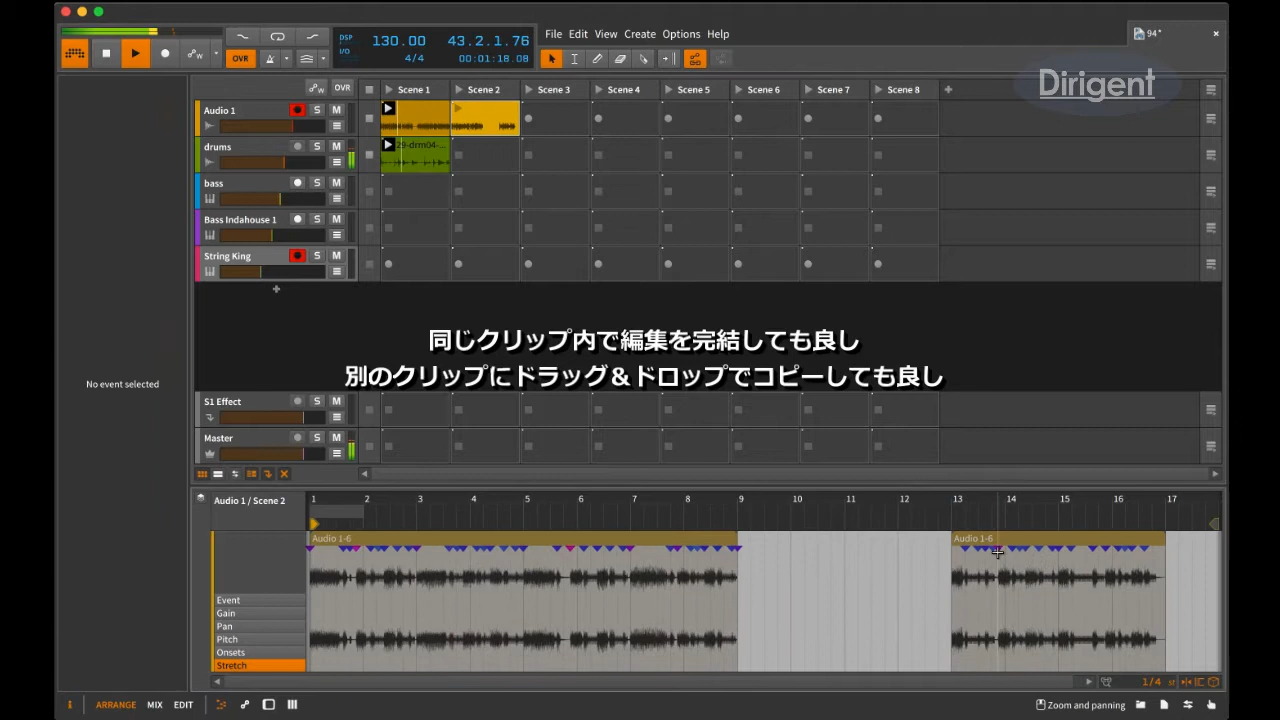 DSP
I/O
130.00
43.2.1.76
4/4
00:01:18.08
OVR
File Edit View Create Options Help
94*
Dirigent
OVR
Scene 1
Scene 2
Scene 3
Scene 4
Scene 5
Scene 6
Scene 7
Scene 8
Audio 1
S M
drums
S M
29-drm04-...
bass
S M
Bass Indahouse 1
S M
String King
S M
同じクリップ内で編集を完結しても良し
別のクリップにドラッグ＆ドロップでコピーしても良し
No event selected
S1 Effect
S M
Master
S M
Audio 1 / Scene 2
1 2 3 4 5 6 7 8 9 10 11 12 13 14 15 16 17
Audio 1-6
Audio 1-6
Event
Gain
Pan
Pitch
Onsets
Stretch
1/4
ARRANGE MIX EDIT
Zoom and panning